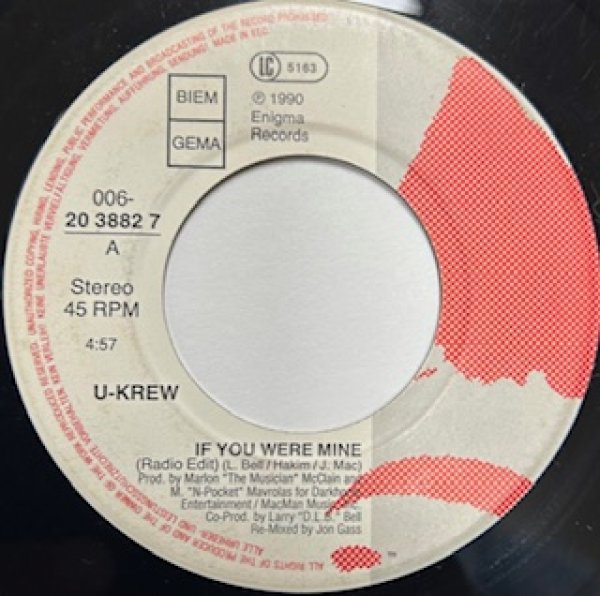 LC 5163
BIEM
GEMA
℗ 1990
Enigma
Records
006-
20 3882 7
A
Stereo
45 RPM
4:57
U-KREW
IF YOU WERE MINE
(Radio Edit) (L. Bell / Hakim / J. Mac)
Prod. by Marlon "The Musician" McClain and
M. "N-Pocket" Mavrolas for Darkhorse
Entertainment / MacMan Music Inc.
Co-Prod. by Larry "D.L.B." Bell
Re-Mixed by Jon Gass
™
ALL RIGHTS OF THE PRODUCER AND OF THE OWNER OF THE WORK REPRODUCED RESERVED. UNAUTHORIZED COPYING, HIRING, LENDING, PUBLIC PERFORMANCE AND BROADCASTING OF THE RECORD PROHIBITED
ALLE URHEBER- UND LEISTUNGSSCHUTZRECHTE VORBEHALTEN KEIN VERLEIH! KEINE UNERLAUBTE VERVIELFÄLTIGUNG, VERMIETUNG, AUFFÜHRUNG, SENDUNG! MADE IN EEC